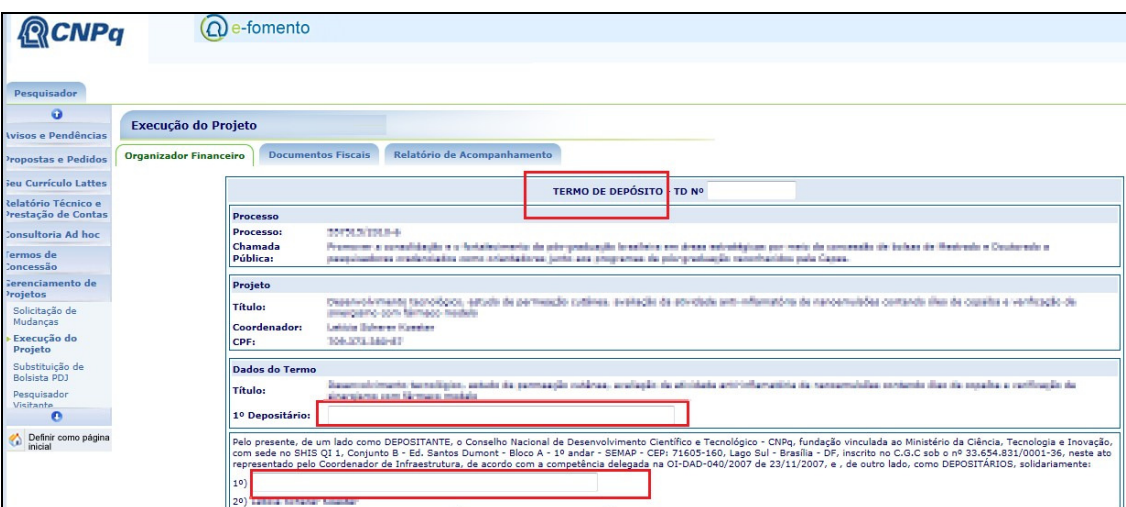 CNPq
e-fomento
Pesquisador
Avisos e Pendências
Propostas e Pedidos
Seu Currículo Lattes
Relatório Técnico e
Prestação de Contas
Consultoria Ad hoc
Termos de
Concessão
Gerenciamento de
Projetos
Solicitação de
Mudanças
Execução do
Projeto
Substituição de
Bolsista PDJ
Pesquisador
Visitante
Definir como página
inicial
Execução do Projeto
Organizador Financeiro Documentos Fiscais Relatório de Acompanhamento
TERMO DE DEPÓSITO - TD Nº
Processo
Processo:
Chamada
Pública:
Projeto
Título:
Coordenador:
CPF:
Dados do Termo
Título:
1º Depositário:
Pelo presente, de um lado como DEPOSITANTE, o Conselho Nacional de Desenvolvimento Científico e Tecnológico - CNPq, fundação vinculada ao Ministério da Ciência, Tecnologia e Inovação,
com sede no SHIS QI 1, Conjunto B - Ed. Santos Dumont - Bloco A - 1º andar - SEMAP - CEP: 71605-160, Lago Sul - Brasília - DF, inscrito no C.G.C sob o nº 33.654.831/0001-36, neste ato
representado pelo Coordenador de Infraestrutura, de acordo com a competência delegada na OI-DAD-040/2007 de 23/11/2007, e , de outro lado, como DEPOSITÁRIOS, solidariamente:
1º)
2º)